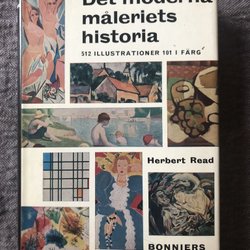 Det moderna
måleriets
historia
512 ILLUSTRATIONER 101 I FÄRG
Herbert Read
BONNIERS